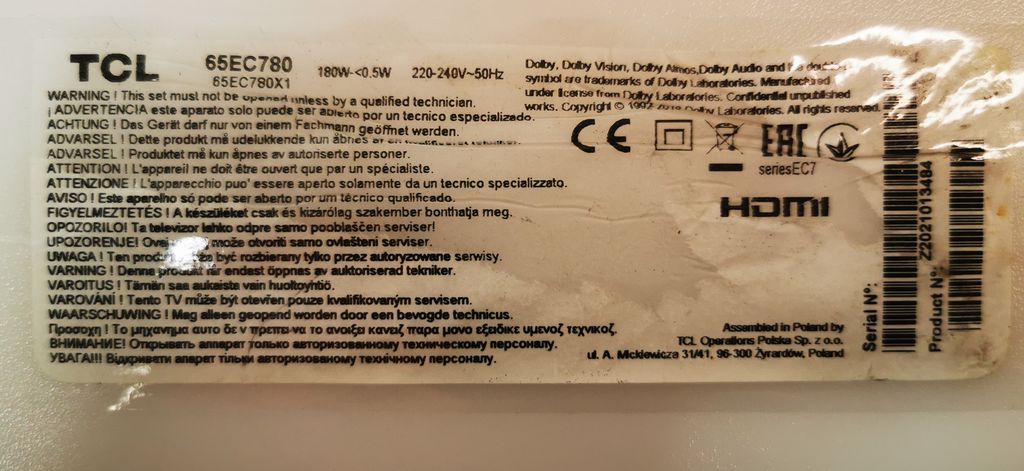 TCL
65EC780
65EC780X1
180W-<0.5W
220-240V~50Hz
WARNING ! This set must not be opened unless by a qualified technician.
¡ ADVERTENCIA este aparato solo puede ser abierto por un tecnico especializado.
ACHTUNG ! Das Gerät darf nur von einem Fachmann geöffnet werden.
ADVARSEL ! Dette produkt må udelukkende kun åbnes af en kvalificeret tekniker.
ADVARSEL ! Produktet må kun åpnes av autoriserte personer.
ATTENTION ! L'appareil ne doit être ouvert que par un spécialiste.
ATTENZIONE ! L'apparecchio puo' essere aperto solamente da un tecnico specializzato.
AVISO ! Este aparelho só pode ser aberto por um técnico qualificado.
FIGYELMEZTETÉS ! A készüléket csak és kizárólag szakember bonthatja meg.
OPOZORILO! Ta televizor lahko odpre samo pooblaščen serviser!
UPOZORENJE! može otvoriti samo ovlašteni serviser.
UWAGA ! Ten być rozbierany tylko przez autoryzowane serwisy.
VARNING ! Denna produkt får endast öppnas av auktoriserad tekniker.
VAROITUS ! Tämän saa aukaista vain huoltoyhtiö.
VAROVÁNÍ ! Tento TV může být otevřen pouze kvalifikovaným servisem.
WAARSCHUWING ! Mag alleen geopend worden door een bevoegde technicus.
Προσοχη ! Το μηχανημα αυτο δε ν πρεπει να το ανοιξει κανεις παρα μονο εξειδικε υμενος τεχνικος.
ВНИМАНИЕ! Открывать аппарат только авторизованному техническому персоналу.
УВАГА!!! Відкривати апарат тільки авторизованому технічному персоналу.
Dolby, Dolby Vision, Dolby Atmos,Dolby Audio and the double-D
symbol are trademarks of Dolby Laboratories. Manufactured
under license from Dolby Laboratories. Confidential unpublished
works. Copyright © Dolby Laboratories. All rights reserved.
CE
EAC
seriesEC7
HDMI
Assembled in Poland by
TCL Operations Polska Sp. z o.o.
ul. A. Mickiewicza 31/41, 96-300 Żyrardów, Poland
Serial N°:
Z2021013484
Product N°: